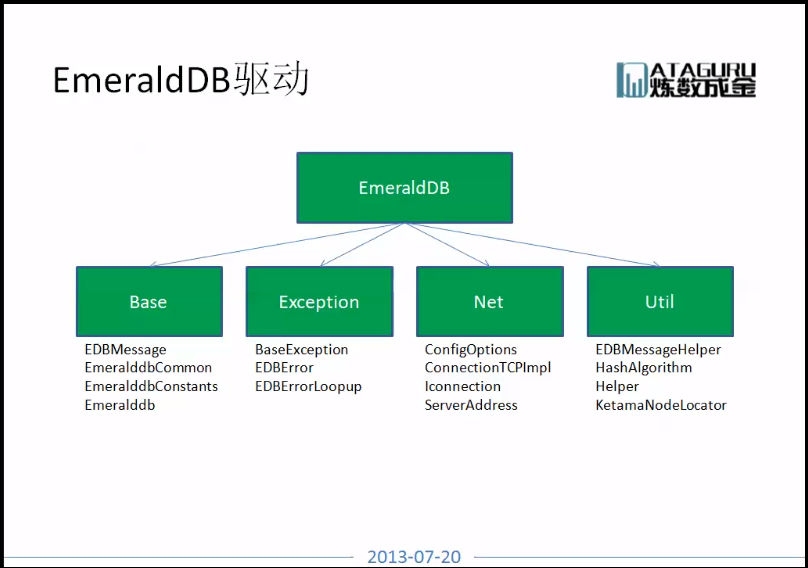 EmeraldDB驱动
ATAGURU
炼数成金
EmeraldDB
Base
Exception
Net
Util
EDBMessage
EmeralddbCommon
EmeralddbConstants
Emeralddb
BaseException
EDBError
EDBErrorLoopup
ConfigOptions
ConnectionTCPImpl
Iconnection
ServerAddress
EDBMessageHelper
HashAlgorithm
Helper
KetamaNodeLocator
2013-07-20